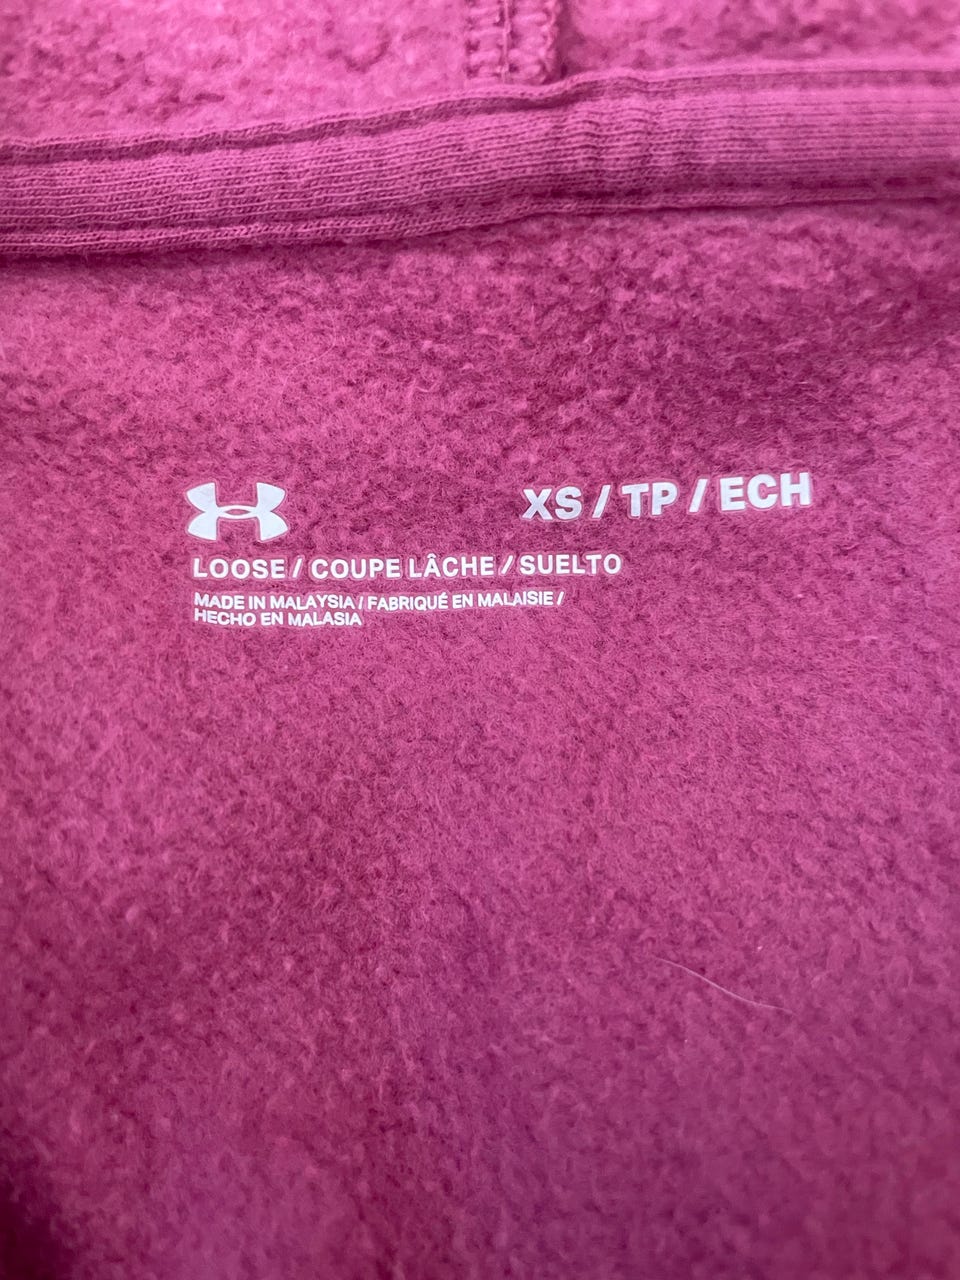 XS / TP / ECH
LOOSE / COUPE LÂCHE / SUELTO
MADE IN MALAYSIA / FABRIQUÉ EN MALAISIE /
HECHO EN MALASIA